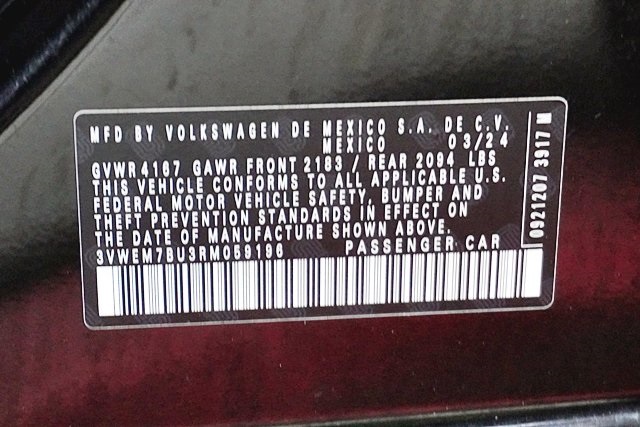 MFD BY VOLKSWAGEN DE MEXICO S.A. DE C.V.
MEXICO 03/24
GVWR 4167 GAWR FRONT 2183 / REAR 2094 LBS
THIS VEHICLE CONFORMS TO ALL APPLICABLE U.S.
FEDERAL MOTOR VEHICLE SAFETY, BUMPER AND
THEFT PREVENTION STANDARDS IN EFFECT ON
THE DATE OF MANUFACTURE SHOWN ABOVE.
3VWEM7BU3RM059196 PASSENGER CAR
0921207 3917 M